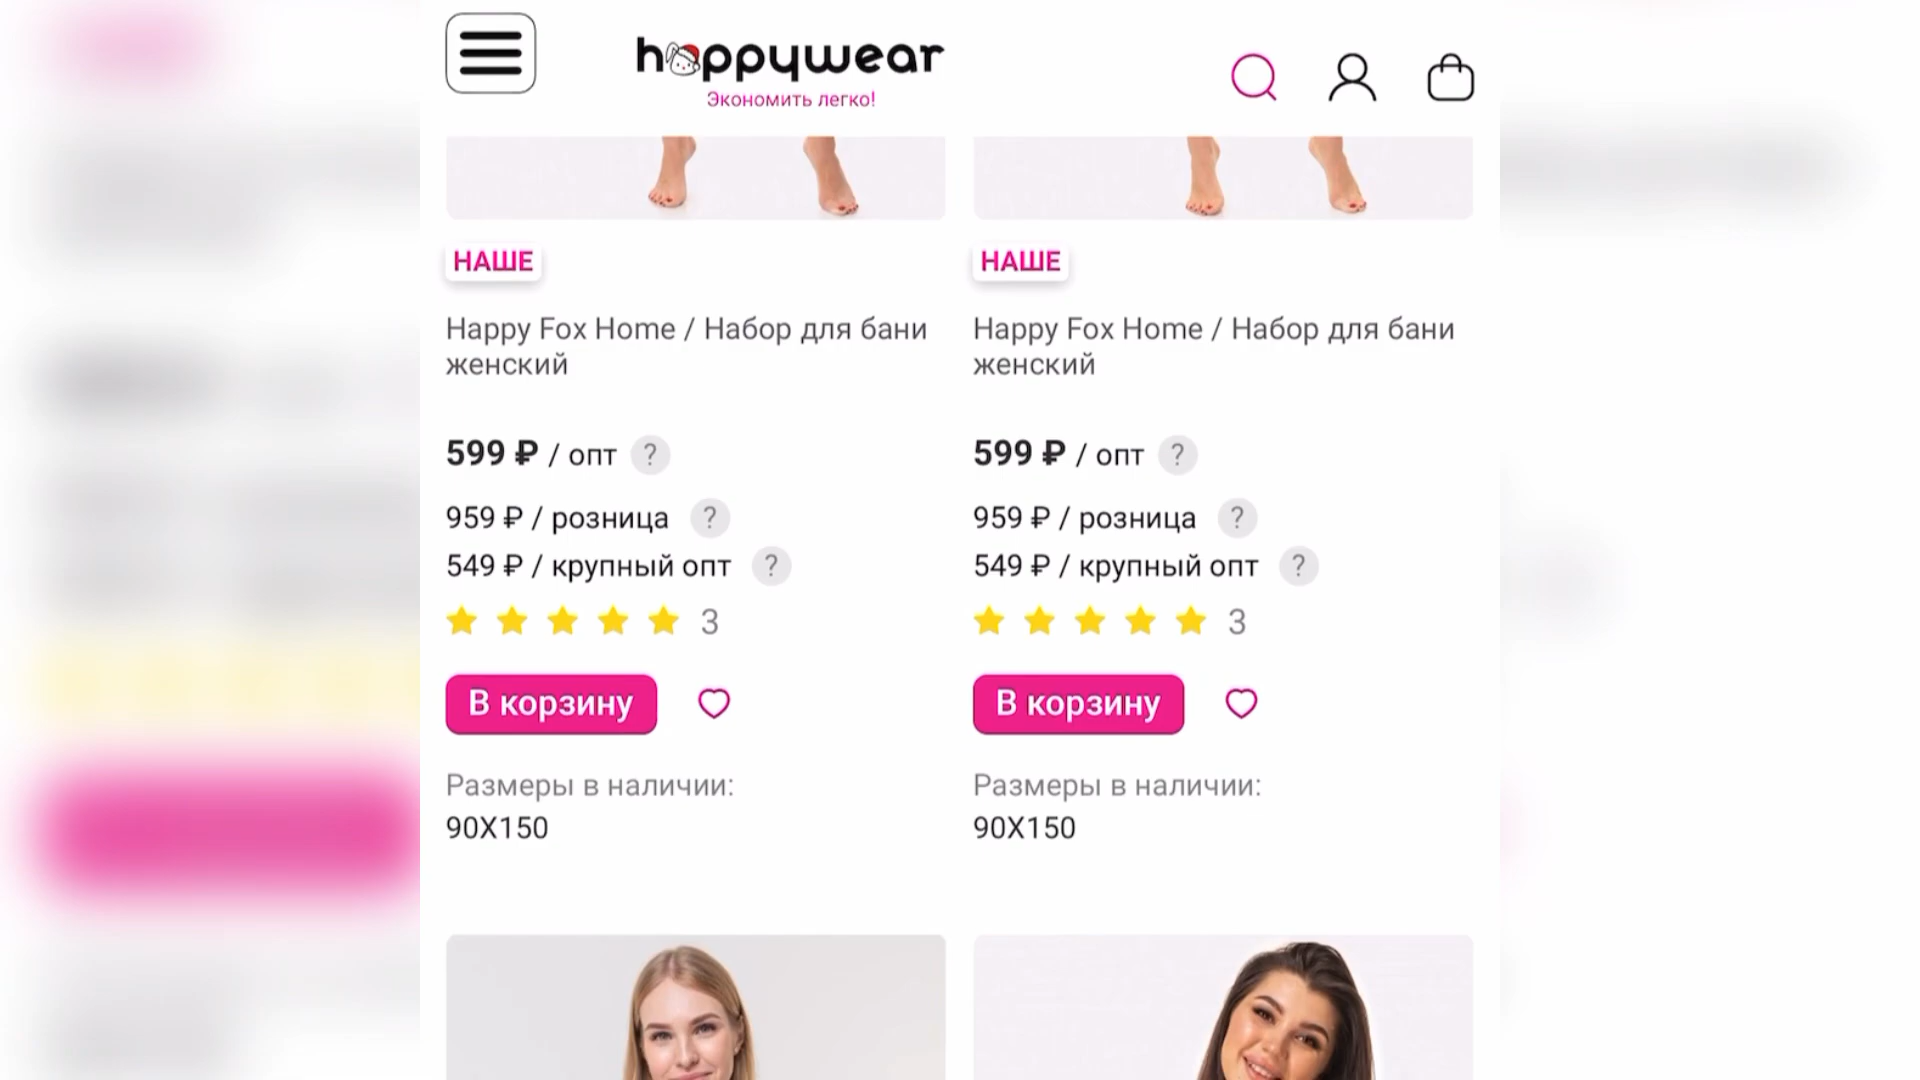 happywear
Экономить легко!
НАШЕ
Happy Fox Home / Набор для бани
женский
599 ₽ / опт ?
959 ₽ / розница ?
549 ₽ / крупный опт ?
3
В корзину
Размеры в наличии:
90X150
НАШЕ
Happy Fox Home / Набор для бани
женский
599 ₽ / опт ?
959 ₽ / розница ?
549 ₽ / крупный опт ?
3
В корзину
Размеры в наличии:
90X150